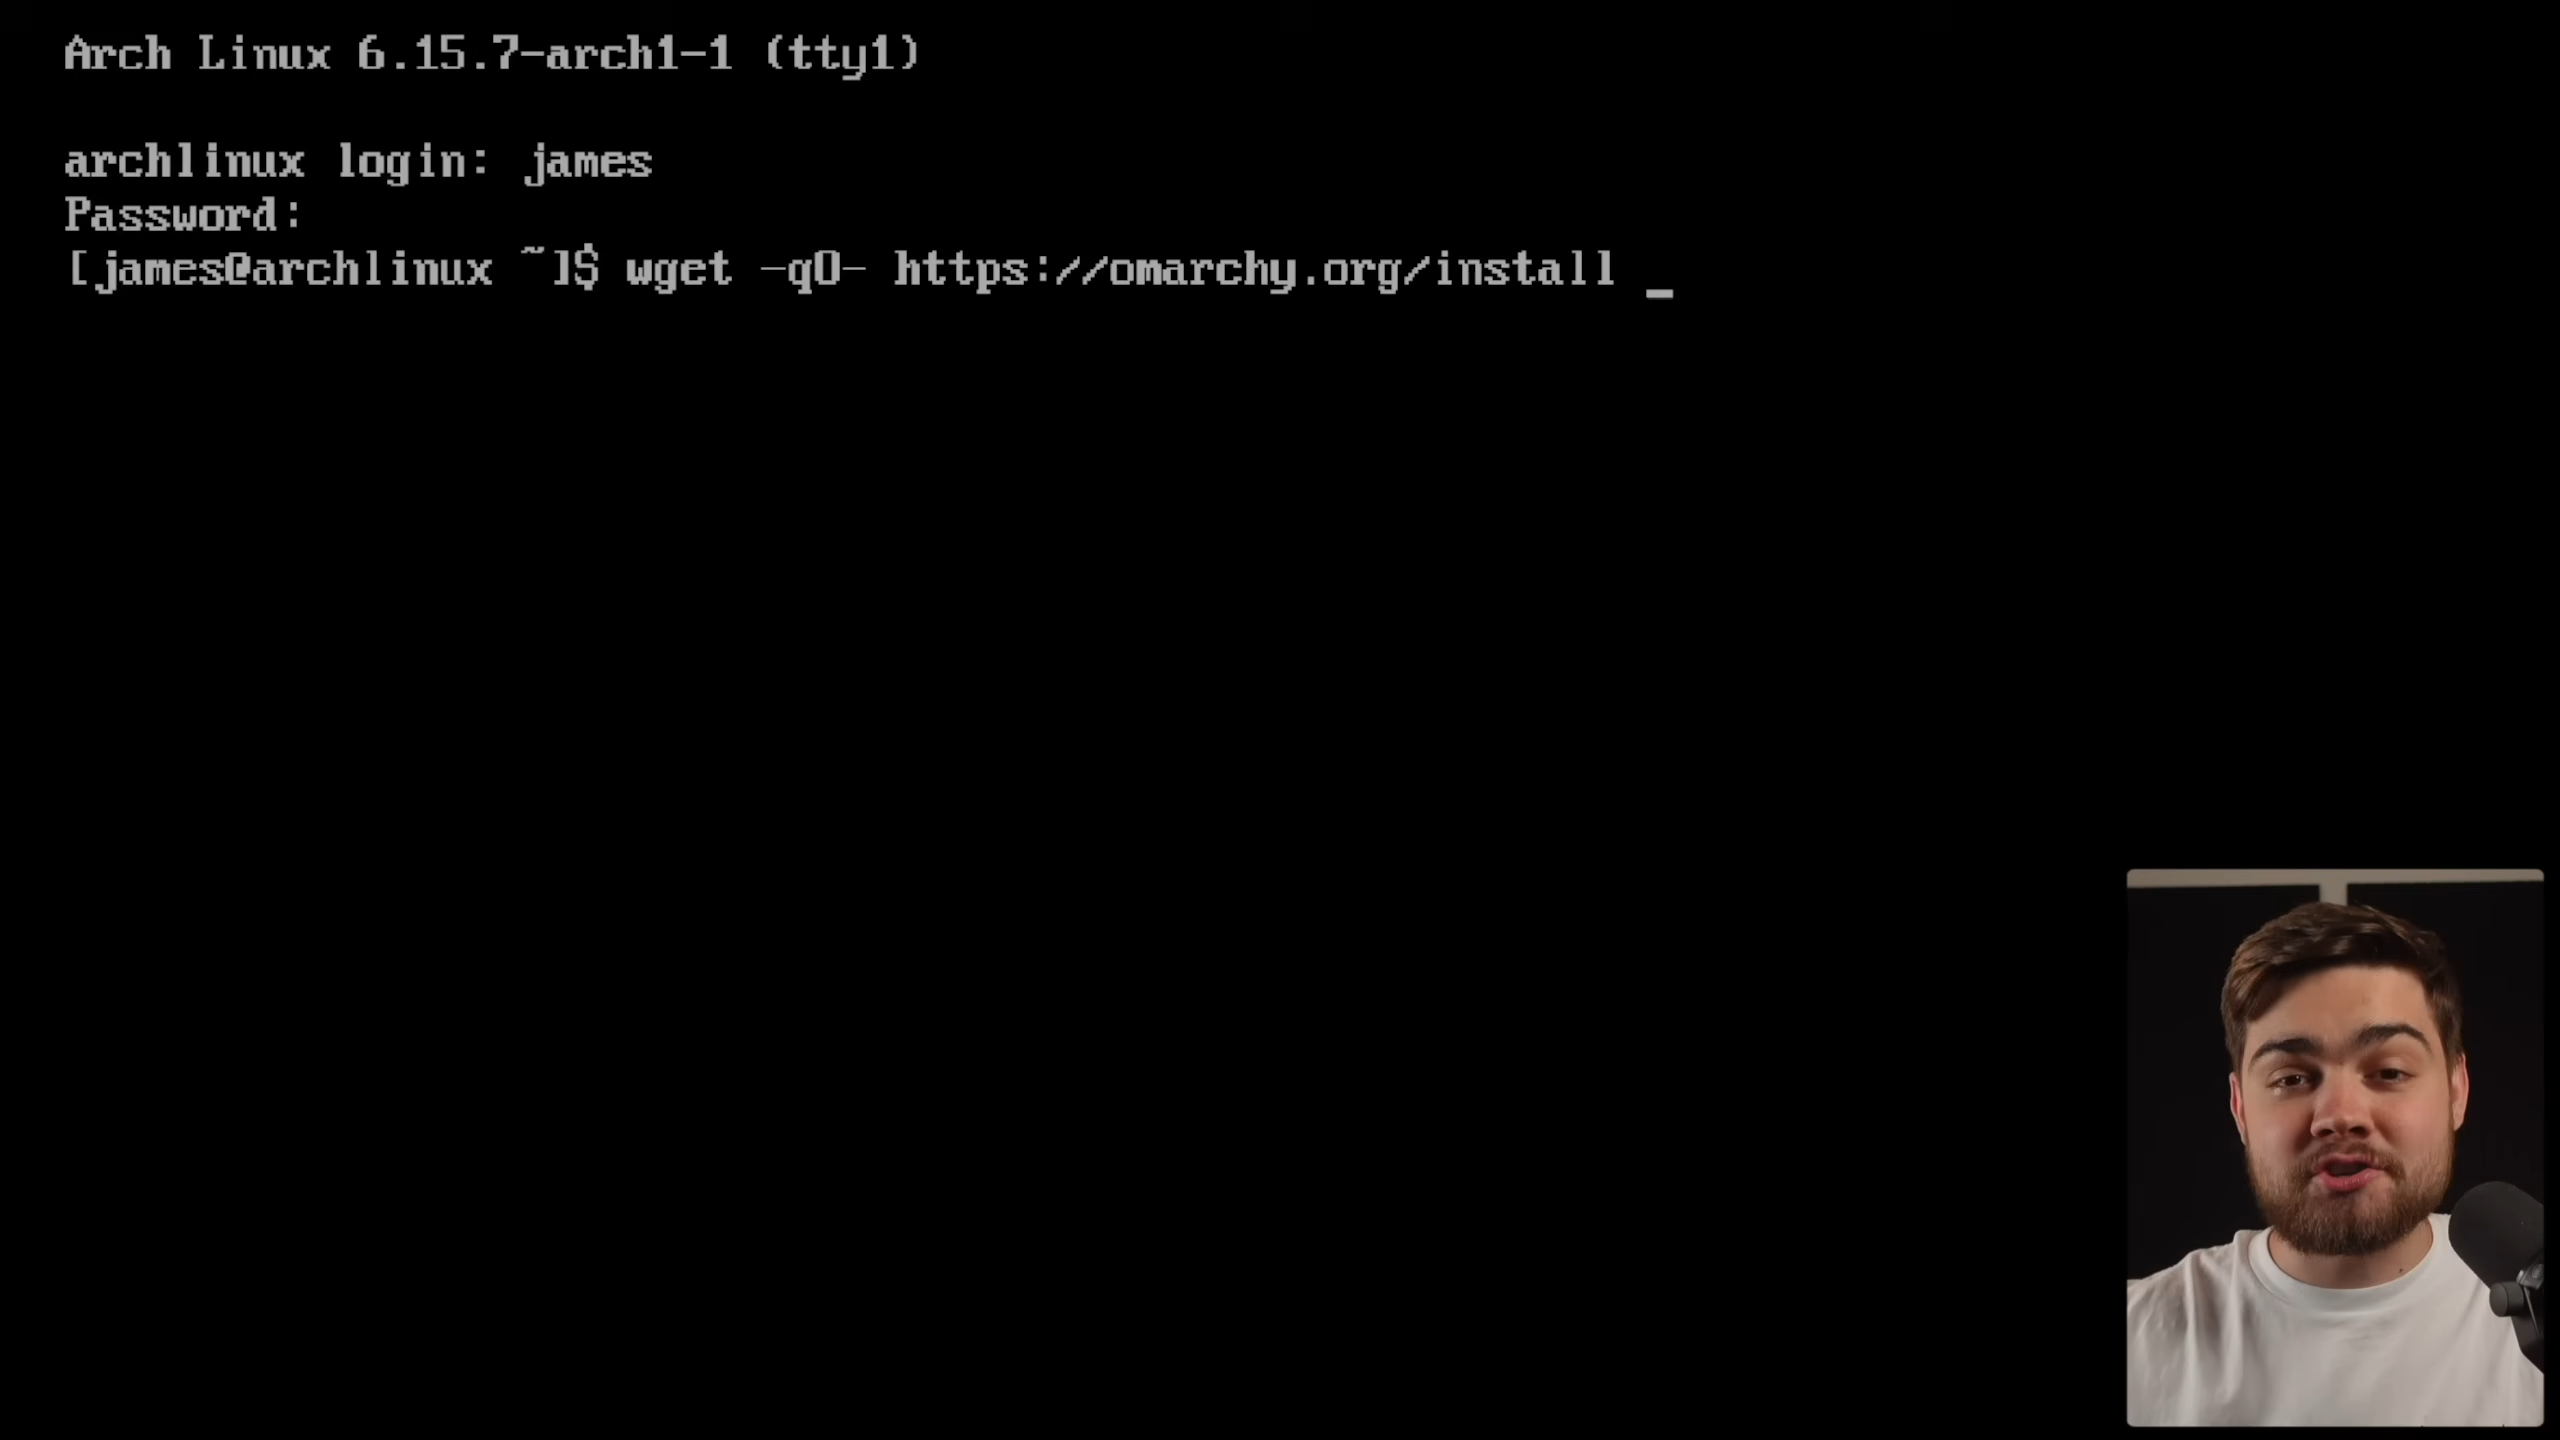 Arch Linux 6.15.7-arch1-1 (tty1)
archlinux login: james
Password:
[james@archlinux ~]$ wget -qO- https://omarchy.org/install _